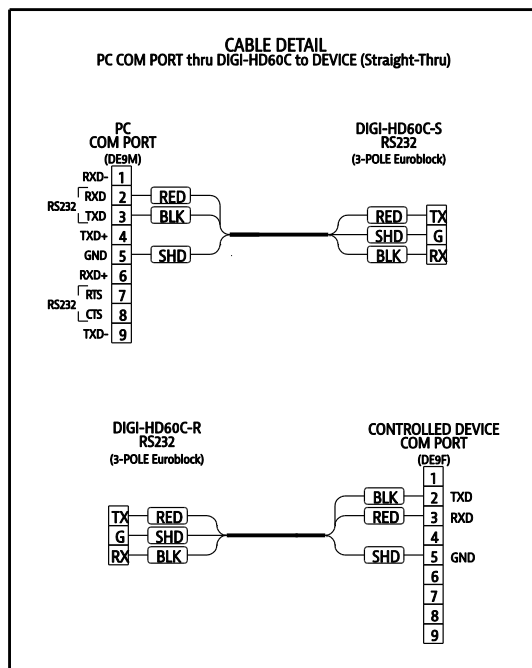 CABLE DETAIL
PC COM PORT thru DIGI-HD60C to DEVICE (Straight-Thru)
PC
COM PORT
(DE9M)
DIGI-HD60C-S
RS232
(3-POLE Euroblock)
RXD- 1
RS232
RXD 2 RED
TXD 3 BLK
TXD+ 4
GND 5 SHD
RXD+ 6
RS232
RTS 7
CTS 8
TXD- 9
RED TX
SHD G
BLK RX
DIGI-HD60C-R
RS232
(3-POLE Euroblock)
CONTROLLED DEVICE
COM PORT
(DE9F)
TX RED
G SHD
RX BLK
1
BLK 2 TXD
RED 3 RXD
4
SHD 5 GND
6
7
8
9